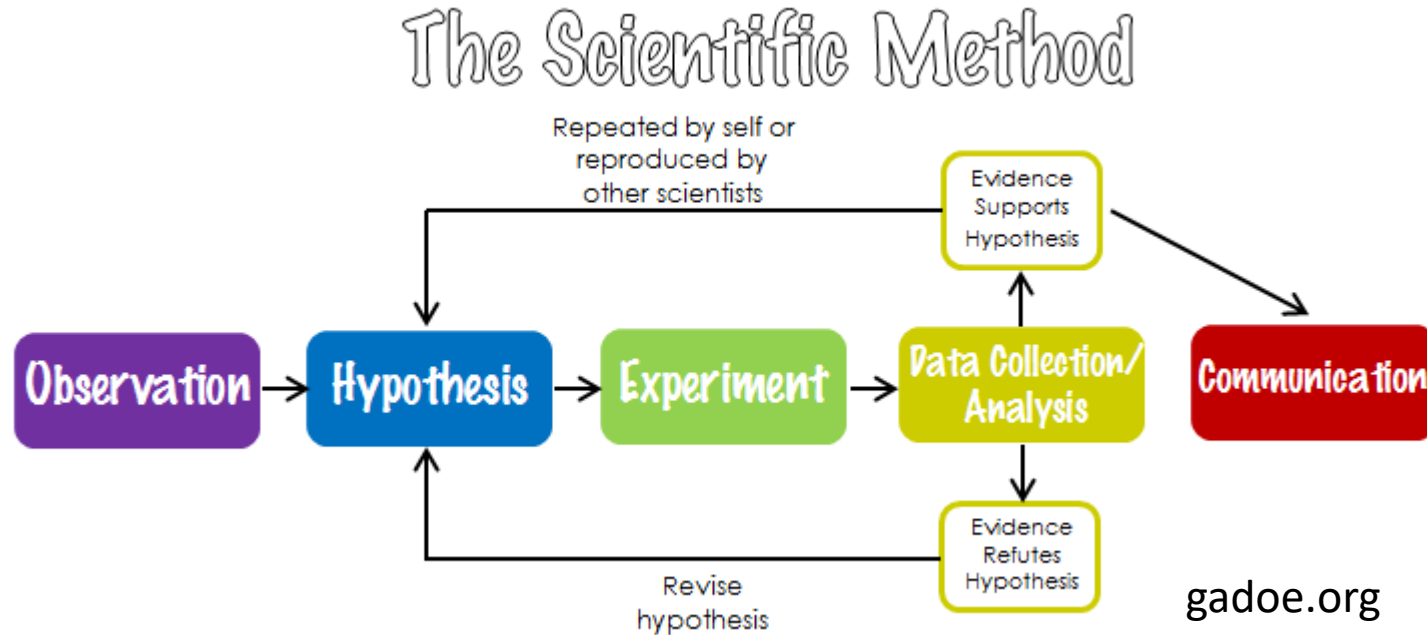 The Scientific Method
Repeated by self or
reproduced by
other scientists
Evidence
Supports
Hypothesis
Observation
Hypothesis
Experiment
Data Collection/
Analysis
Communication
Evidence
Refutes
Hypothesis
Revise
hypothesis
gadoe.org